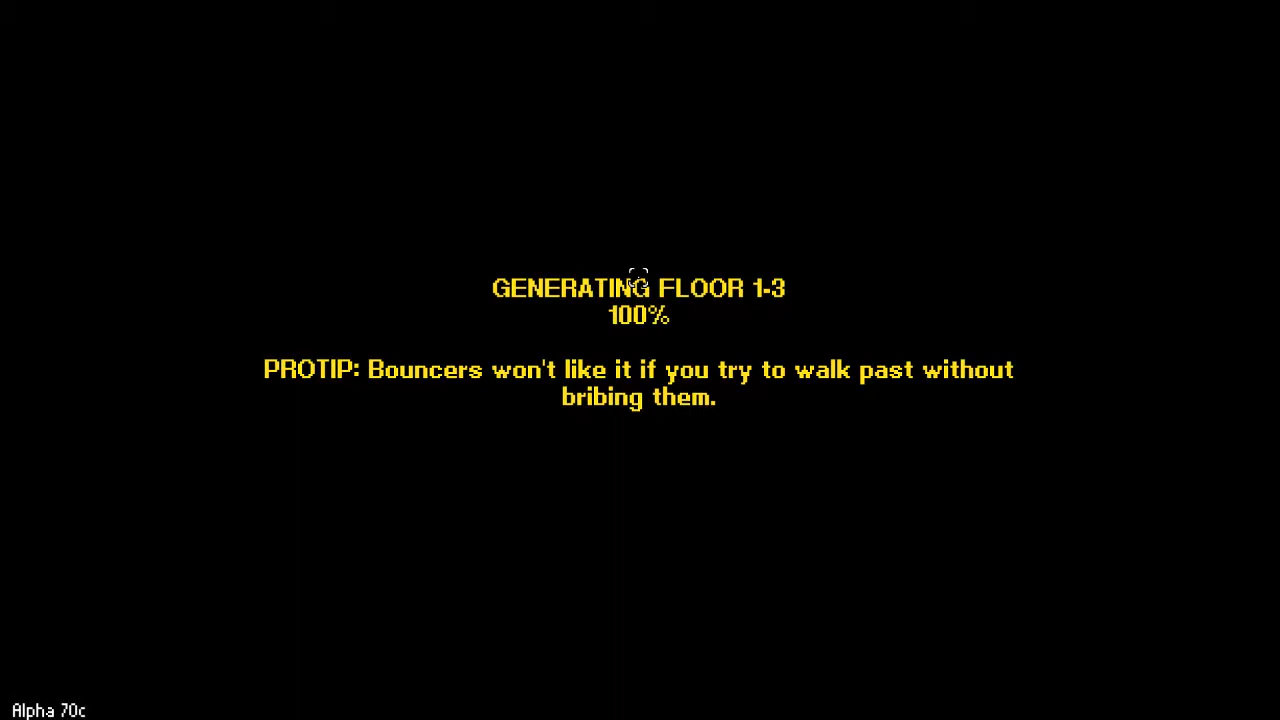 GENERATING FLOOR 1-3
100%
PROTIP: Bouncers won't like it if you try to walk past without
bribing them.
Alpha 70c